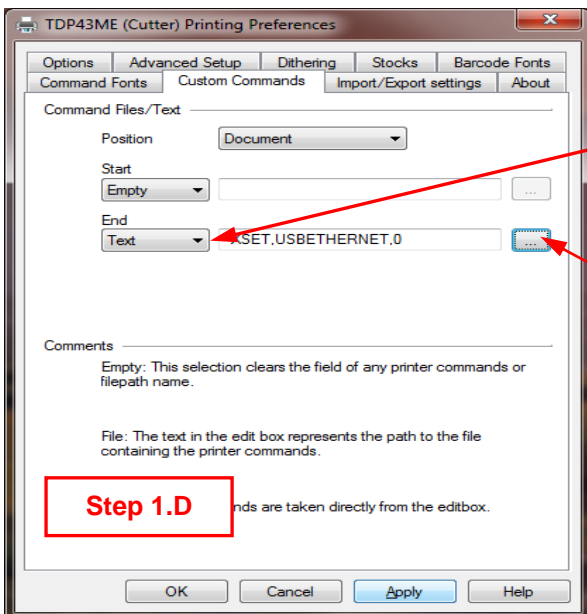 TDP43ME (Cutter) Printing Preferences
Options Advanced Setup Dithering Stocks Barcode Fonts
Command Fonts Custom Commands Import/Export settings About
Command Files/Text
Position Document
Start
Empty ...
End
Text XSET,USBETHERNET,0 ...
Comments
Empty: This selection clears the field of any printer commands or
filepath name.
File: The text in the edit box represents the path to the file
containing the printer commands.
Step 1.D
are taken directly from the editbox.
OK Cancel Apply Help